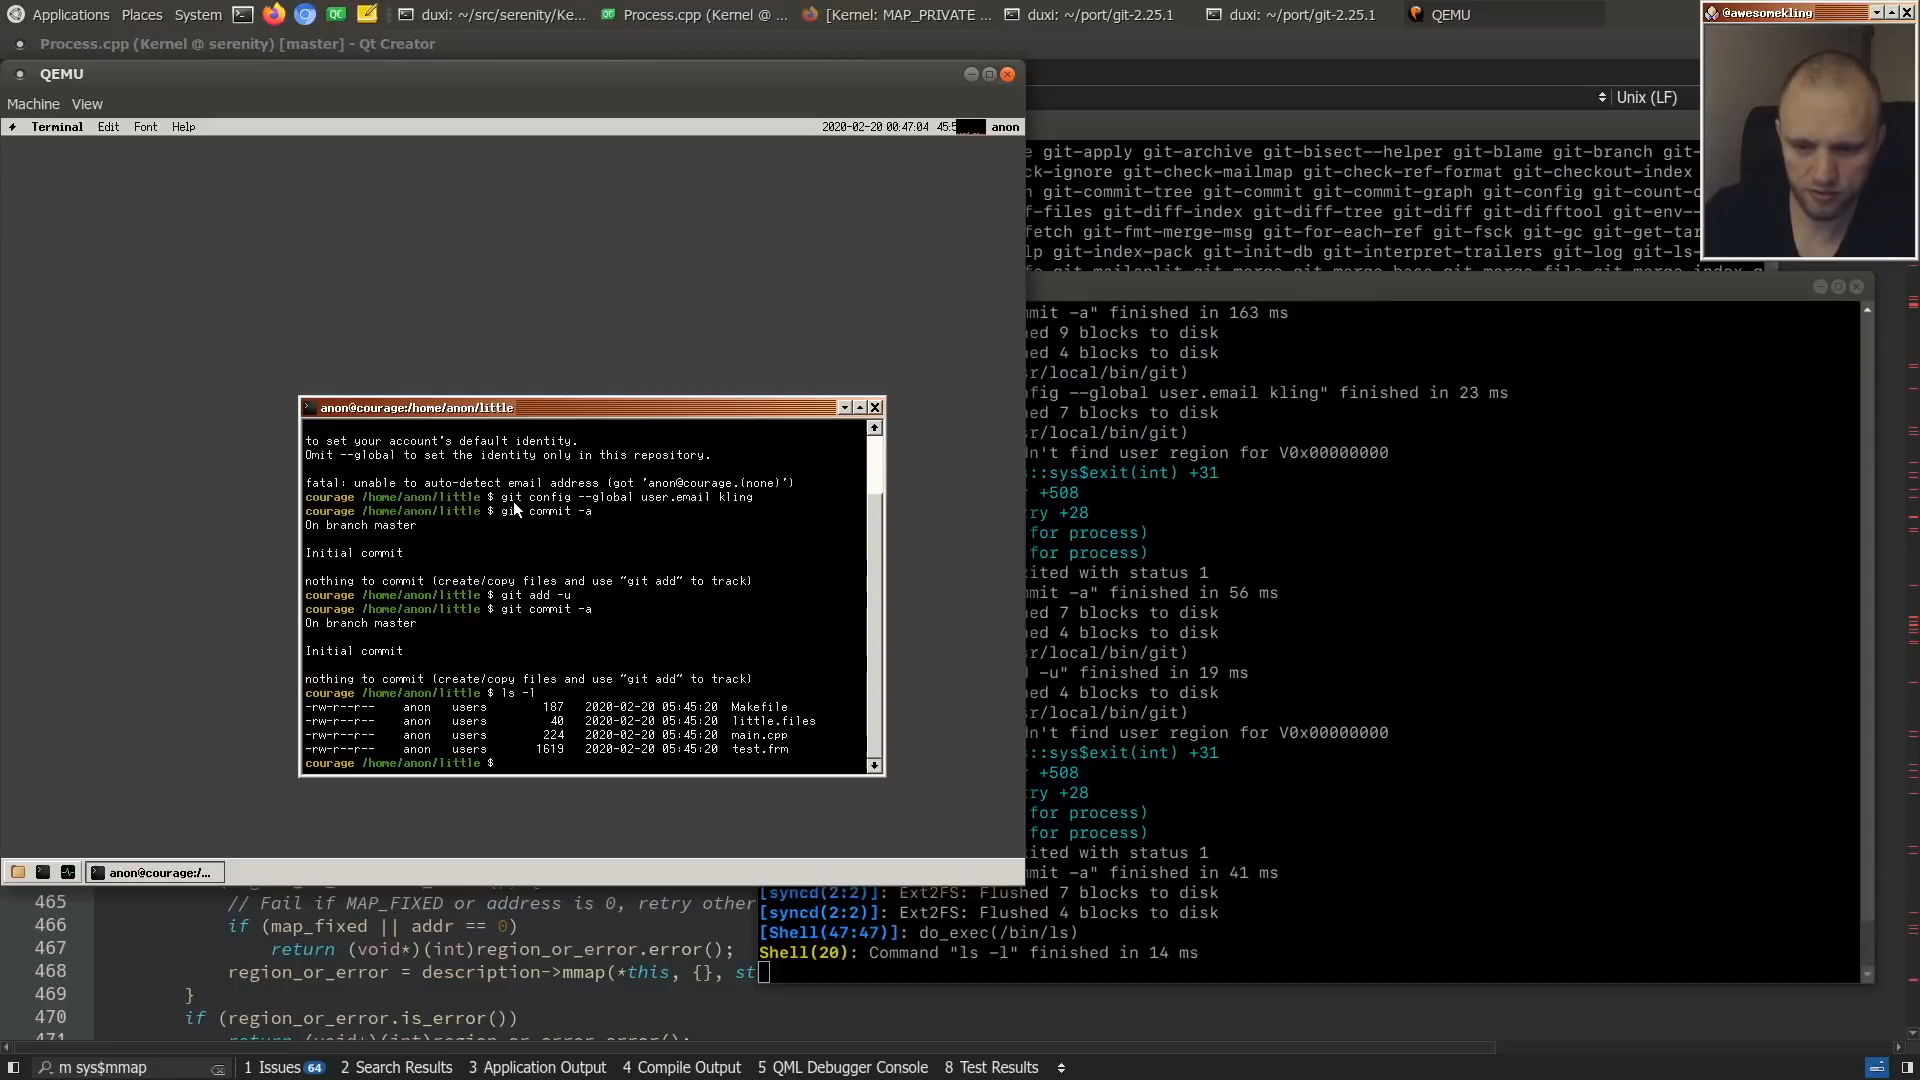 Applications Places System QC duxi: ~/src/serenity/Ke... QC Process.cpp (Kernel @ ... [Kernel: MAP_PRIVATE ... duxi: ~/port/git-2.25.1 duxi: ~/port/git-2.25.1 QEMU
@awesomekling
Process.cpp (Kernel @ serenity) [master] - Qt Creator
QEMU
Machine View
Unix (LF)
Terminal Edit Font Help 2020-02-20 00:47:04 anon
git-apply git-archive git-bisect--helper git-blame git-branch git-
ck-ignore git-check-mailmap git-check-ref-format git-checkout-index
git-commit-tree git-commit git-commit-graph git-config git-count-
f-files git-diff-index git-diff-tree git-diff git-difftool git-env--
fetch git-fmt-merge-msg git-for-each-ref git-fsck git-gc git-get-tar
lp git-index-pack git-init-db git-interpret-trailers git-log git-ls-
git-mailsplit git-merge git-merge-base git-merge-file git-merge-index
mit -a" finished in 163 ms
ed 9 blocks to disk
ed 4 blocks to disk
sr/local/bin/git)
fig --global user.email kling" finished in 23 ms
ed 7 blocks to disk
sr/local/bin/git)
n't find user region for V0x00000000
::sys$exit(int) +31
+508
ry +28
for process)
for process)
ited with status 1
mit -a" finished in 56 ms
ed 7 blocks to disk
ed 4 blocks to disk
sr/local/bin/git)
-u" finished in 19 ms
ed 4 blocks to disk
sr/local/bin/git)
n't find user region for V0x00000000
::sys$exit(int) +31
+508
ry +28
for process)
for process)
ited with status 1
mit -a" finished in 41 ms
[syncd(2:2)]: Ext2FS: Flushed 7 blocks to disk
[syncd(2:2)]: Ext2FS: Flushed 4 blocks to disk
[Shell(47:47)]: do_exec(/bin/ls)
Shell(20): Command "ls -l" finished in 14 ms
anon@courage:/home/anon/little
to set your account's default identity.
Omit --global to set the identity only in this repository.
fatal: unable to auto-detect email address (got 'anon@courage.(none)')
courage /home/anon/little $ git config --global user.email kling
courage /home/anon/little $ git commit -a
On branch master
Initial commit
nothing to commit (create/copy files and use "git add" to track)
courage /home/anon/little $ git add -u
courage /home/anon/little $ git commit -a
On branch master
Initial commit
nothing to commit (create/copy files and use "git add" to track)
courage /home/anon/little $ ls -l
-rw-r--r-- anon users 187 2020-02-20 05:45:20 Makefile
-rw-r--r-- anon users 40 2020-02-20 05:45:20 little.files
-rw-r--r-- anon users 224 2020-02-20 05:45:20 main.cpp
-rw-r--r-- anon users 1619 2020-02-20 05:45:20 test.frm
courage /home/anon/little $
anon@courage:/...
465 // Fail if MAP_FIXED or address is 0, retry other
466 if (map_fixed || addr == 0)
467 return (void*)(int)region_or_error.error();
468 region_or_error = description->mmap(*this, {}, st
469 }
470 if (region_or_error.is_error())
471 return (void*)(int)region_or_error.error();
m sys$mmap 1 Issues 64 2 Search Results 3 Application Output 4 Compile Output 5 QML Debugger Console 8 Test Results